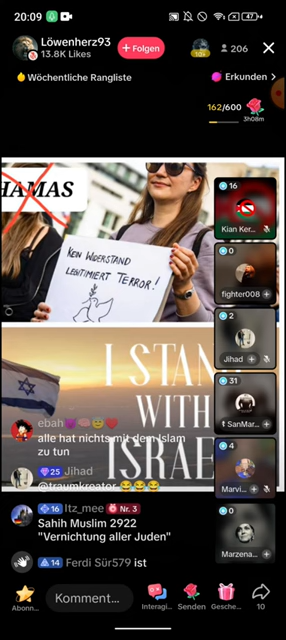 20:09
47
Löwenherz93
13.8K Likes
+ Folgen
206
Wöchentliche Rangliste
Erkunden >
162/600
3h08m
HAMAS
KEIN WIDERSTAND
LEGITIMIERT TERROR!
16
Kian Ker...
0
fighter008
2
Jihad
31
SanMar...
4
Marvi...
0
Marzena...
I STAN
WITH
ISRAEL
ebah
alle hat nichts mit dem Islam
zu tun
25 Jihad
@traumkreator
16 Itz_mee Nr. 3
Sahih Muslim 2922
"Vernichtung aller Juden"
14 Ferdi Sür579 ist
Abonn...
Kommen...
Interagi...
Senden
Gesche...
10